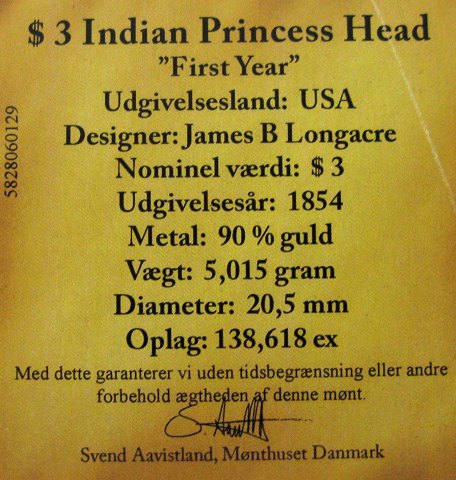 $ 3 Indian Princess Head
”First Year”
Udgivelsesland: USA
Designer: James B Longacre
Nominel værdi: $ 3
Udgivelsesår: 1854
Metal: 90 % guld
Vægt: 5,015 gram
Diameter: 20,5 mm
Oplag: 138,618 ex
Med dette garanterer vi uden tidsbegrænsning eller andre
forbehold ægtheden af denne mønt.
Svend Aavistland, Mønthuset Danmark
5828060129